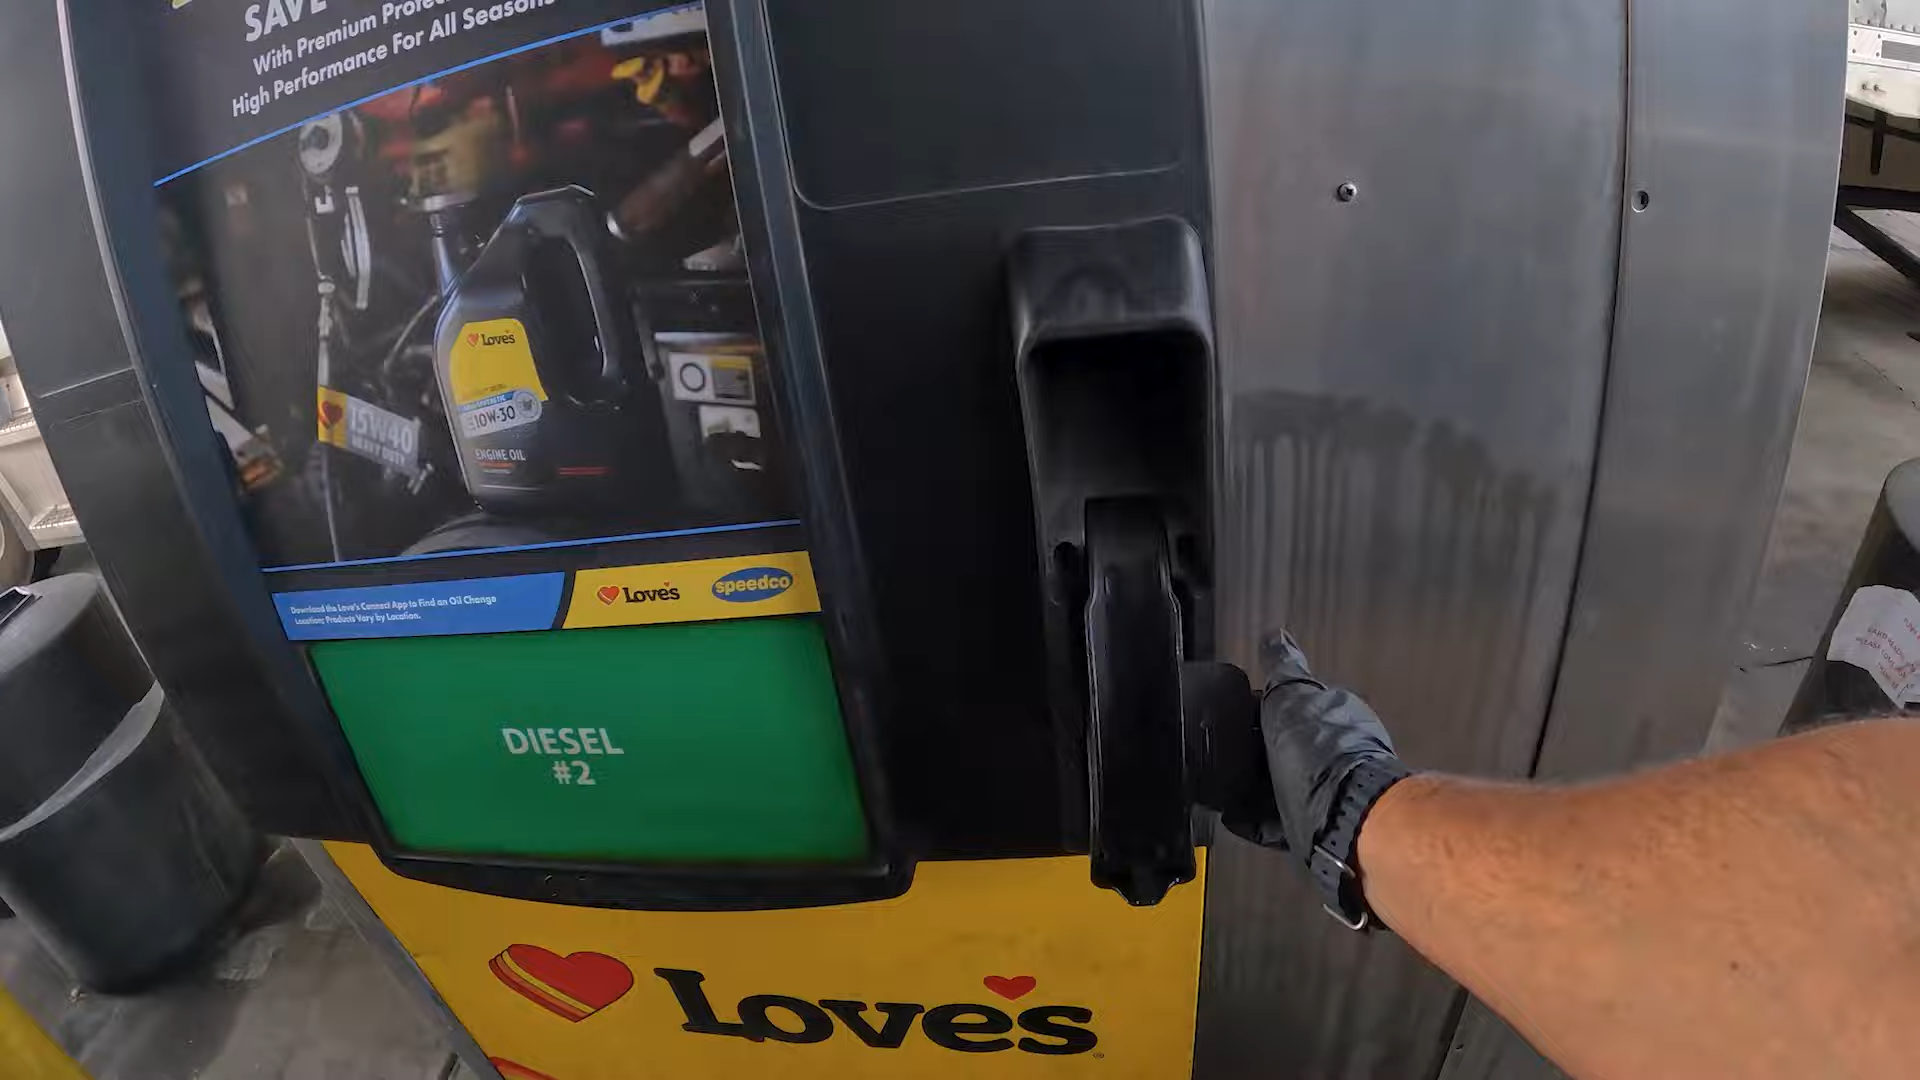 SAVE
With Premium Protec
High Performance For All Seasons
Love's
10W-30
ENGINE OIL
15W40
HEAVY DUTY
Download the Love's Connect App to Find an Oil Change
Location; Products Vary by Location.
Love's
speedco
DIESEL
#2
Love's